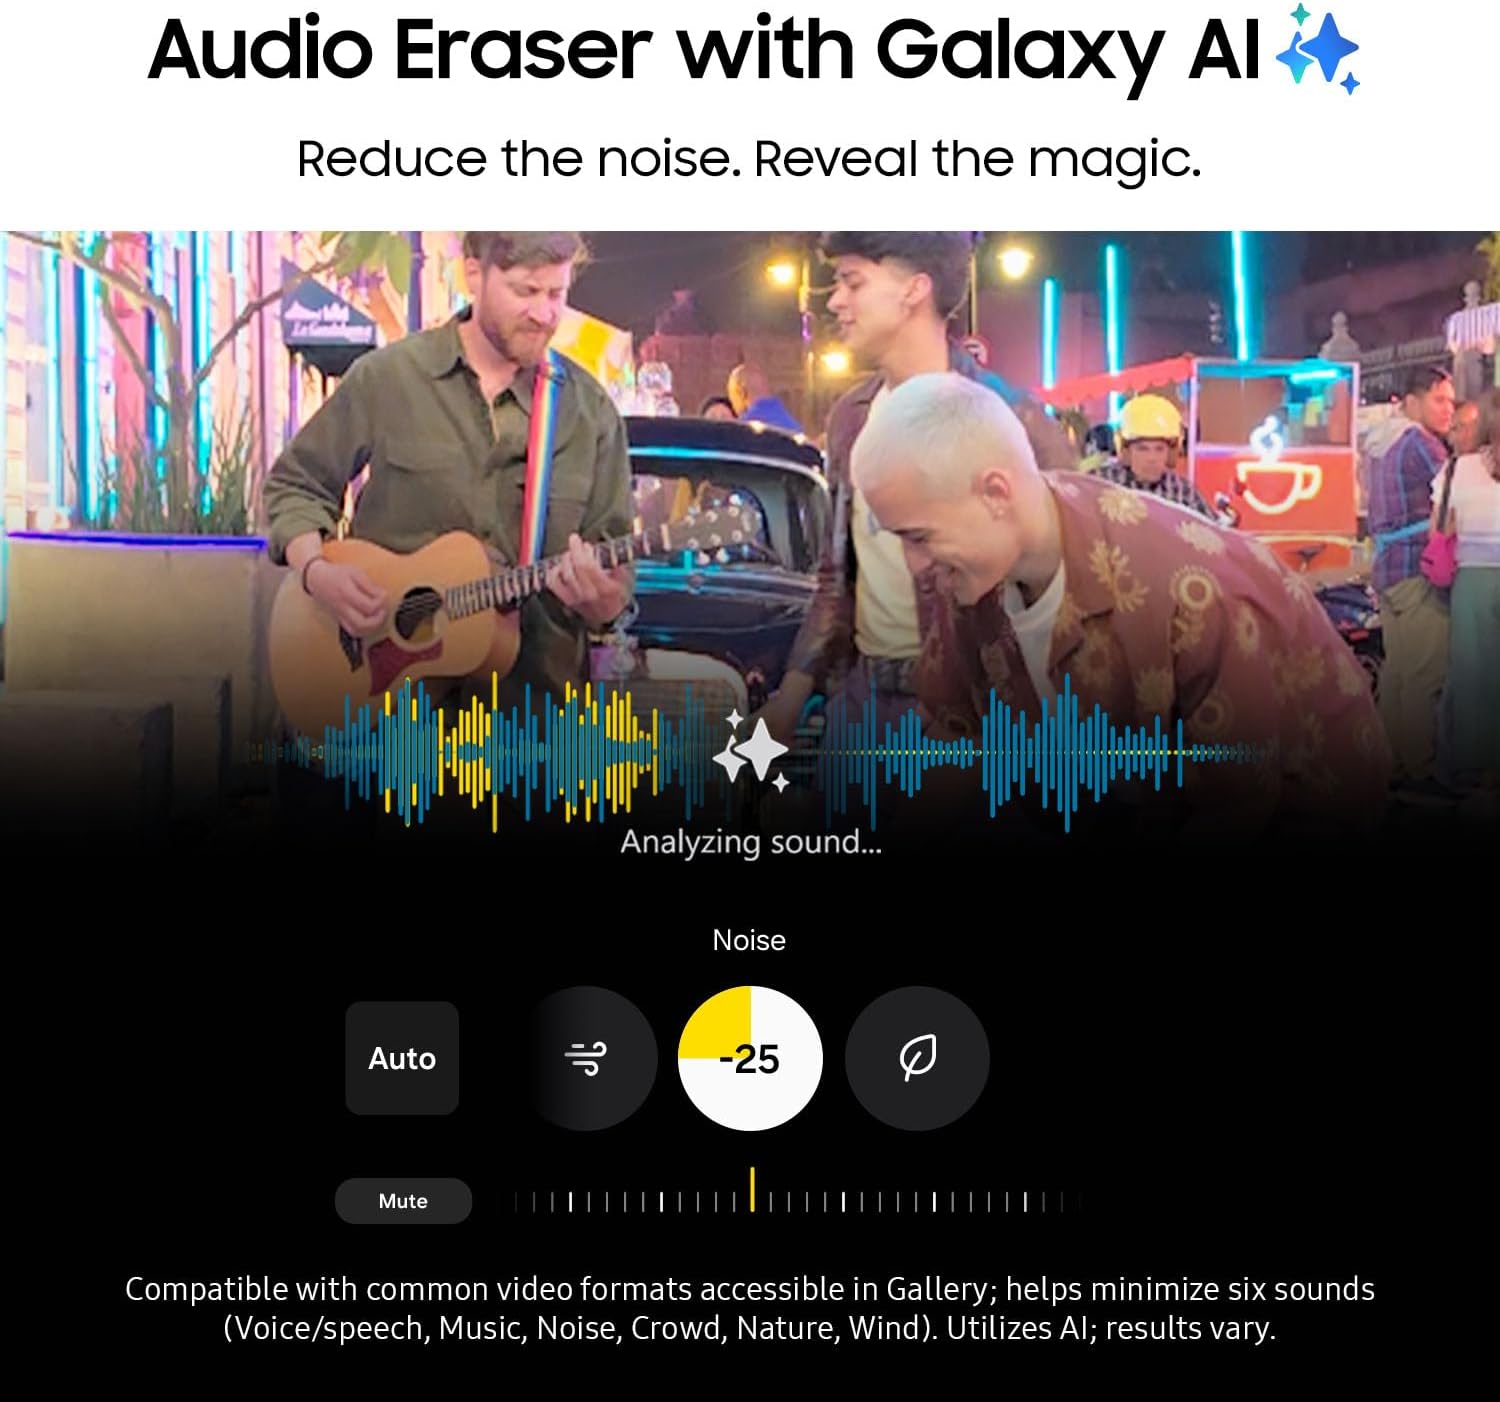 Audio Eraser with Galaxy AI
Reduce the noise. Reveal the magic.
Analyzing sound...
Noise
Auto
-25
Mute
Compatible with common video formats accessible in Gallery; helps minimize six sounds
(Voice/speech, Music, Noise, Crowd, Nature, Wind). Utilizes AI; results vary.